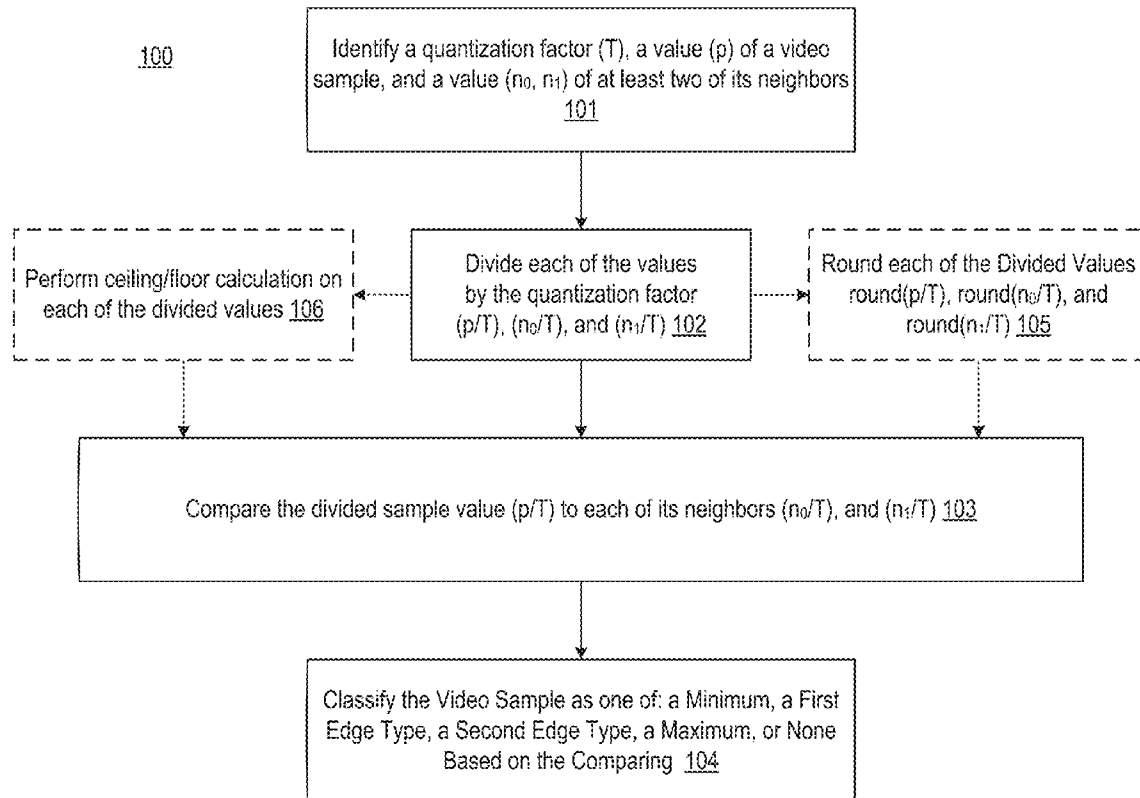 100
Identify a quantization factor (T), a value (p) of a video
sample, and a value (n₀, n₁) of at least two of its neighbors
101
Perform ceiling/floor calculation on
each of the divided values 106
Divide each of the values
by the quantization factor
(p/T), (n₀/T), and (n₁/T) 102
Round each of the Divided Values
round(p/T), round(n₀/T), and
round(n₁/T) 105
Compare the divided sample value (p/T) to each of its neighbors (n₀/T), and (n₁/T) 103
Classify the Video Sample as one of: a Minimum, a First
Edge Type, a Second Edge Type, a Maximum, or None
Based on the Comparing 104